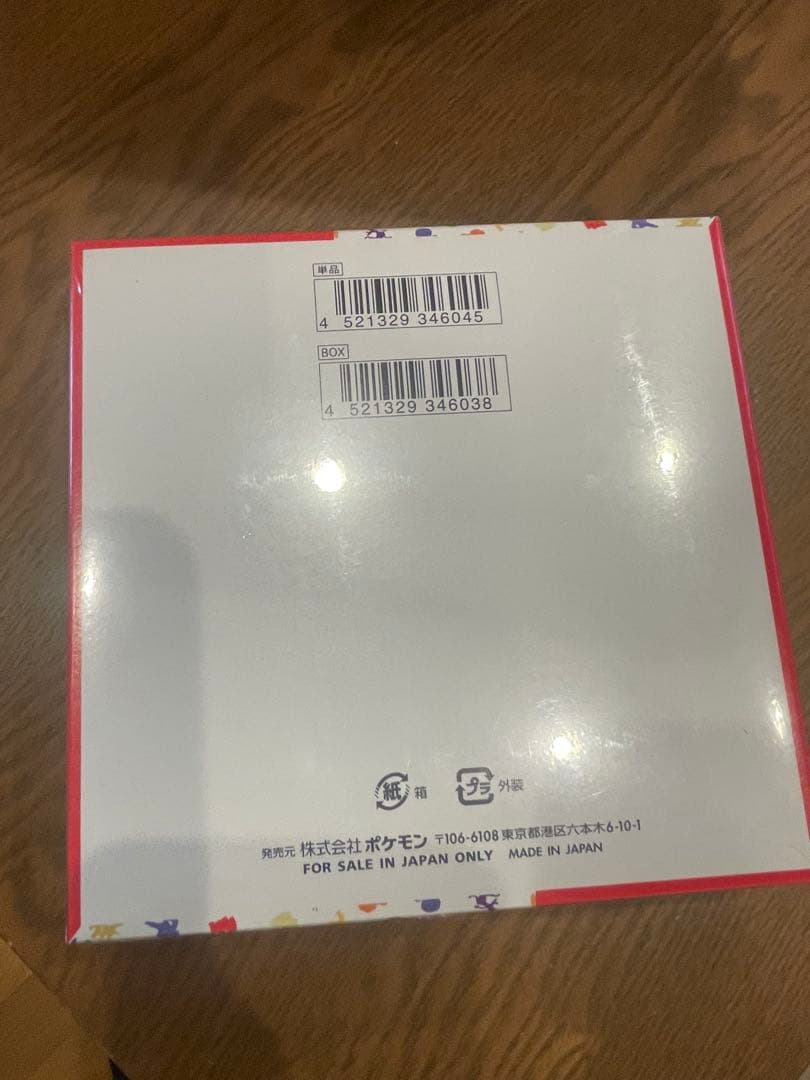 単品
4 521329 346045
BOX
4 521329 346038
紙 箱 プラ 外装
発売元 株式会社 ポケモン 〒106-6108 東京都港区六本木6-10-1
FOR SALE IN JAPAN ONLY MADE IN JAPAN